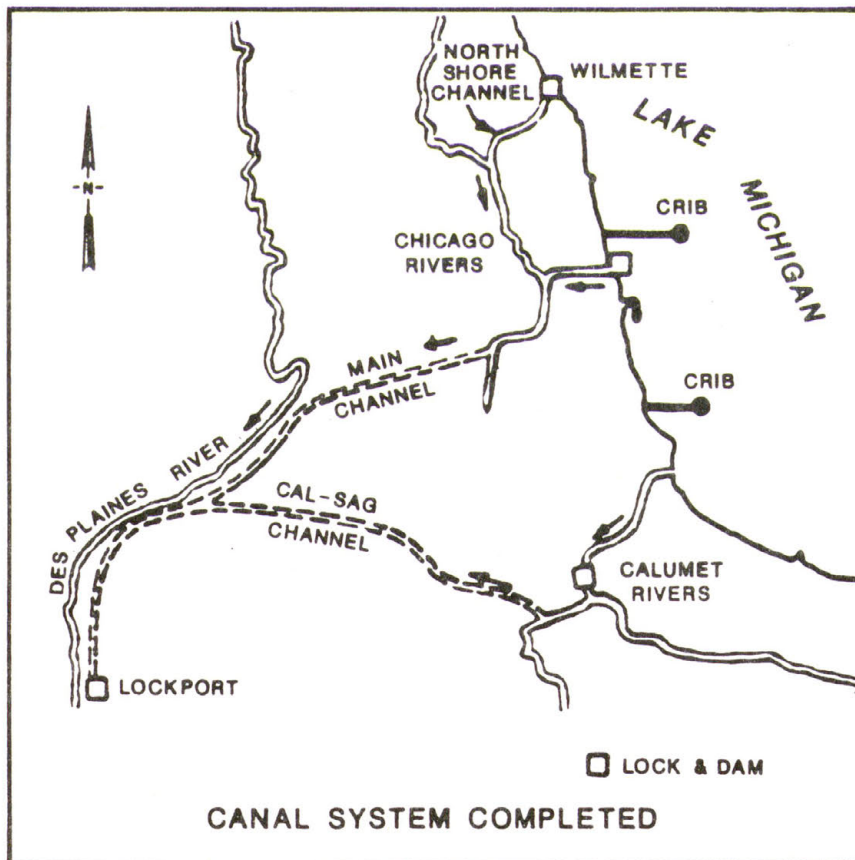 NORTH
SHORE
CHANNEL
WILMETTE
LAKE
MICHIGAN
-N-
CRIB
CHICAGO
RIVERS
MAIN
CHANNEL
CRIB
DES PLAINES RIVER
CAL-SAG
CHANNEL
CALUMET
RIVERS
LOCKPORT
LOCK & DAM
CANAL SYSTEM COMPLETED